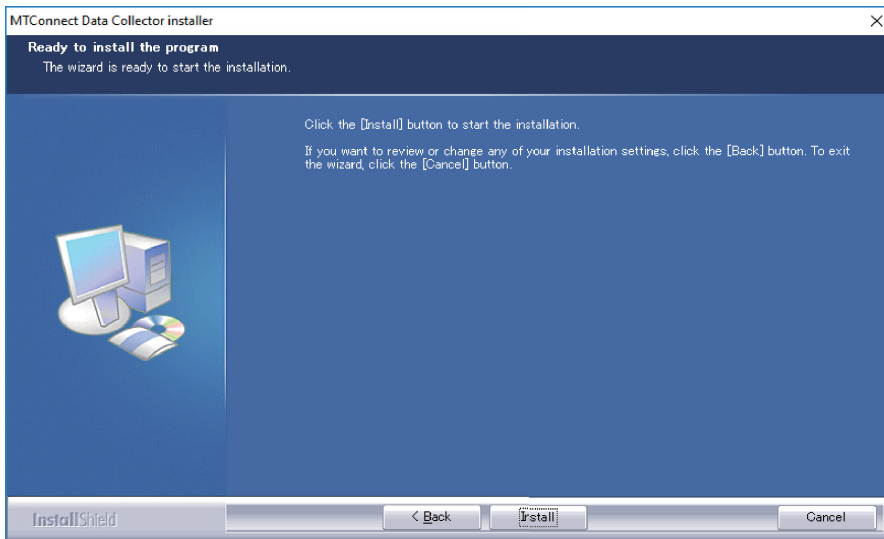 MTConnect Data Collector installer
Ready to install the program
The wizard is ready to start the installation.
Click the [Install] button to start the installation.
If you want to review or change any of your installation settings, click the [Back] button. To exit
the wizard, click the [Cancel] button.
InstallShield
< Back
Install
Cancel